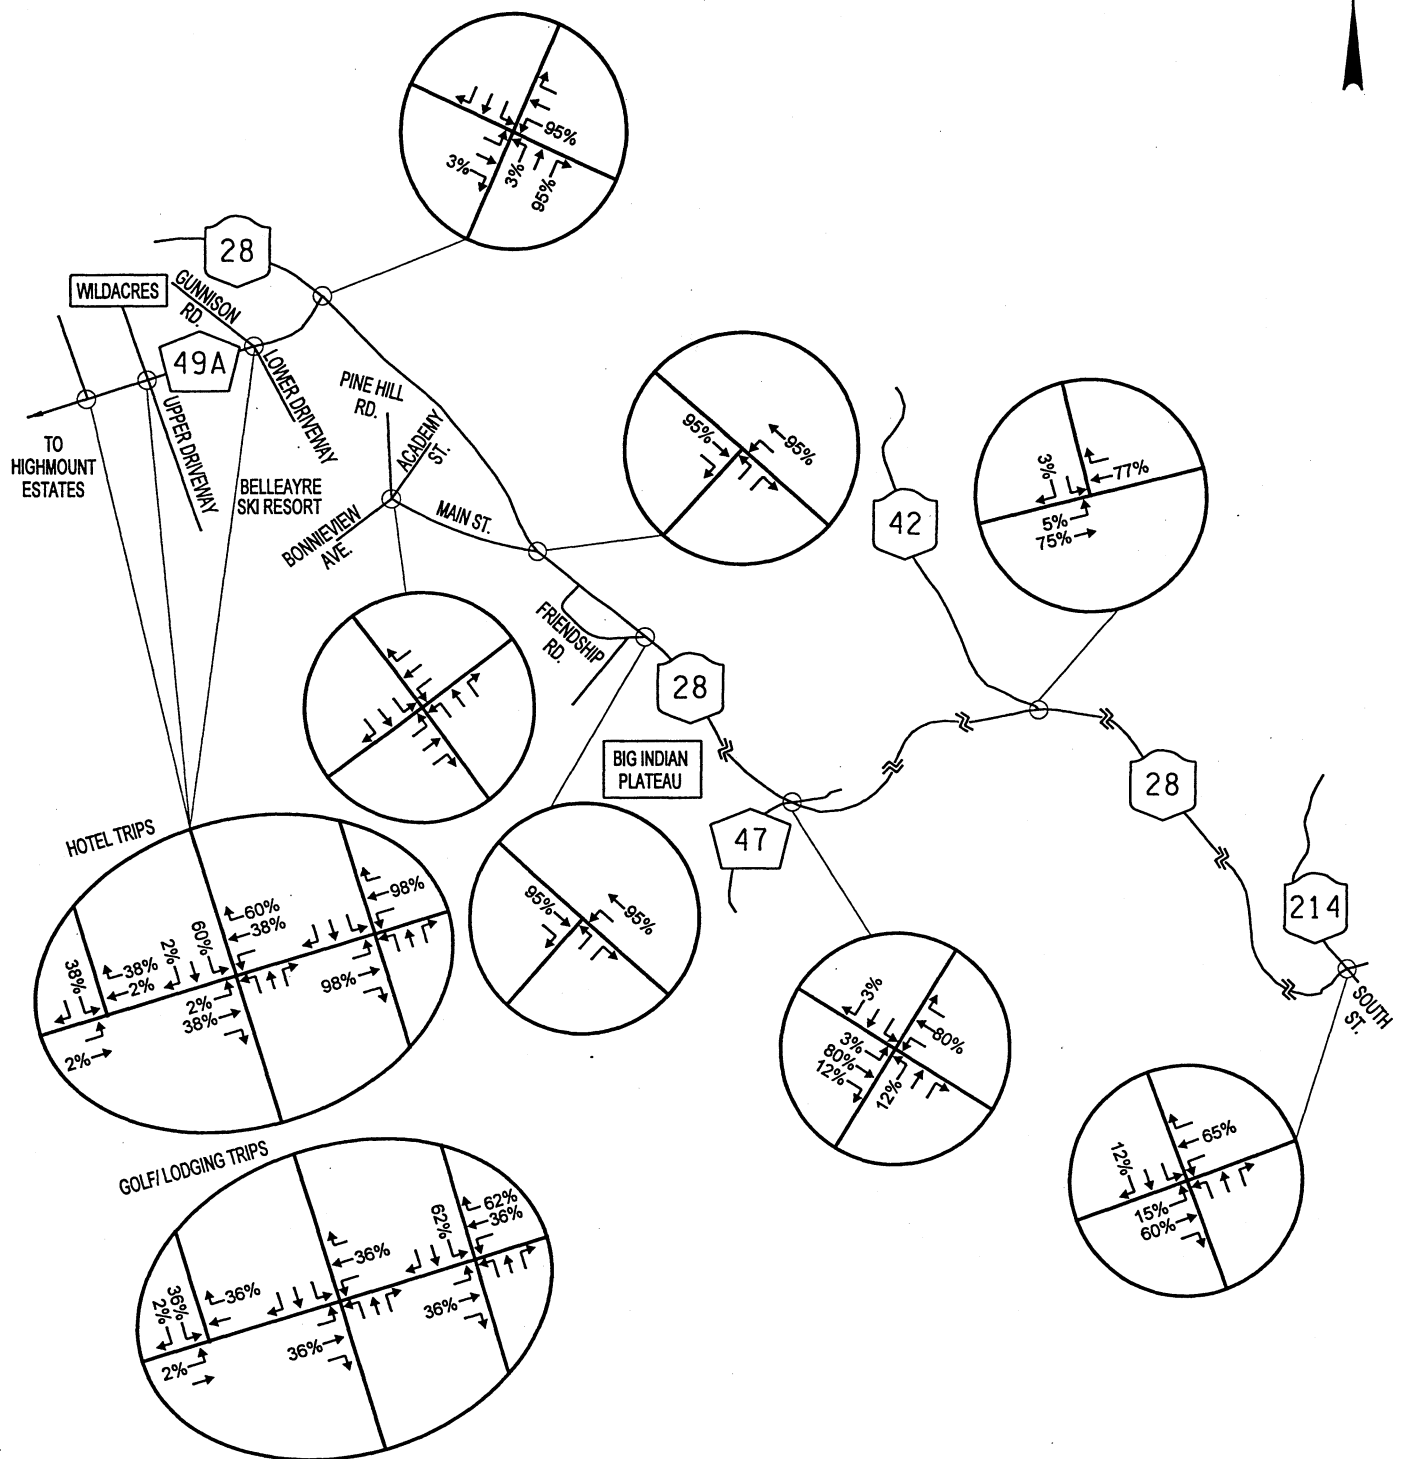 95%
3%
3%
95%
28
WILDACRES
GUNNISON
RD.
49A
LOWER DRIVEWAY
UPPER DRIVEWAY
TO
HIGHMOUNT
ESTATES
BELLEAYRE
SKI RESORT
PINE HILL
RD.
ACADEMY
ST.
BONNIEVIEW
AVE.
MAIN ST.
95%
95%
42
3%
77%
5%
75%
FRIENDSHIP
RD.
28
BIG INDIAN
PLATEAU
47
28
214
SOUTH
ST.
HOTEL TRIPS
98%
60%
38%
60%
2%
38%
38%
2%
2%
38%
98%
2%
95%
95%
3%
80%
3%
80%
12%
12%
65%
12%
15%
60%
GOLF/ LODGING TRIPS
62%
36%
62%
36%
36%
36%
2%
36%
36%
2%